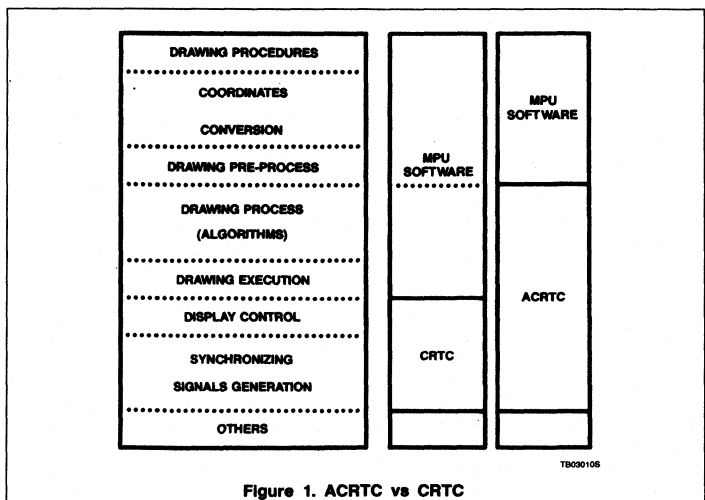 DRAWING PROCEDURES
COORDINATES
CONVERSION
DRAWING PRE-PROCESS
DRAWING PROCESS
(ALGORITHMS)
DRAWING EXECUTION
DISPLAY CONTROL
SYNCHRONIZING
SIGNALS GENERATION
OTHERS
MPU
SOFTWARE
CRTC
MPU
SOFTWARE
ACRTC
TB03010S
Figure 1. ACRTC vs CRTC